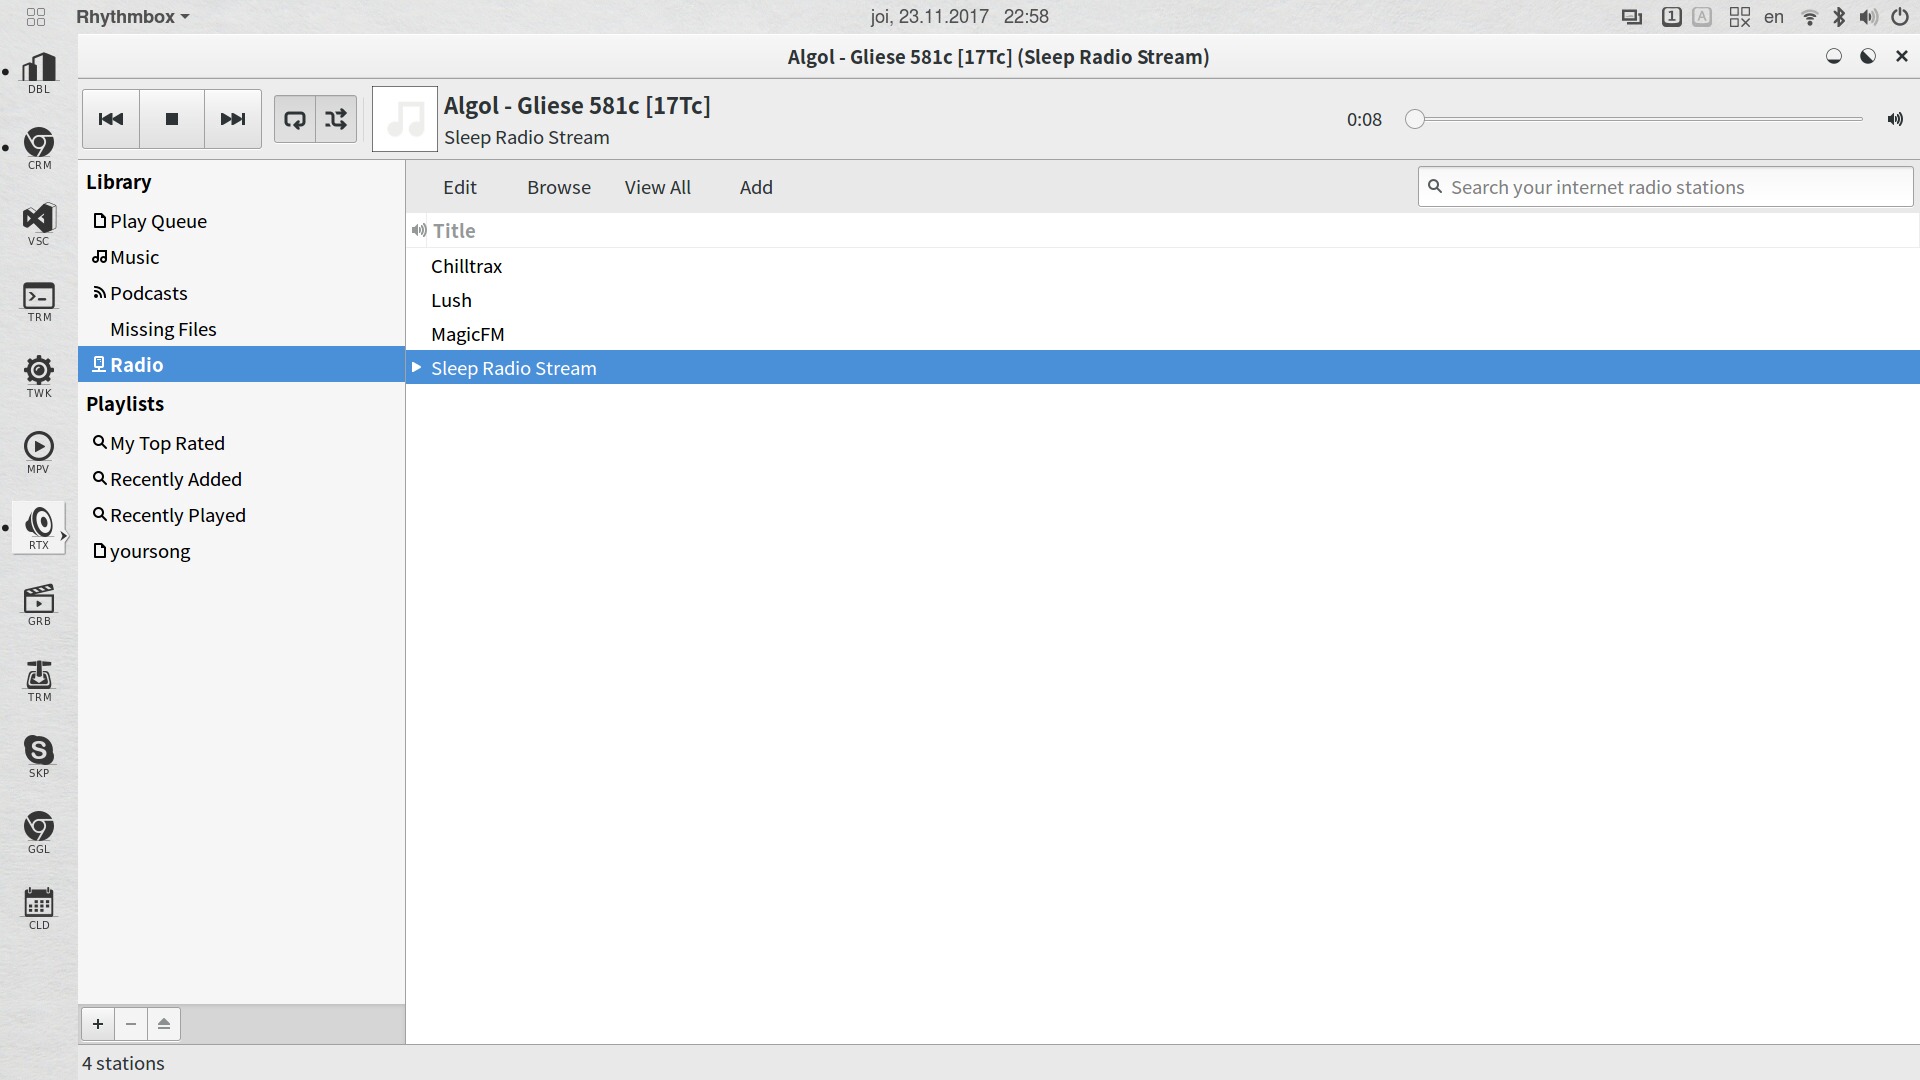 Rhythmbox
joi, 23.11.2017 22:58
1 A en
Algol - Gliese 581c [17Tc] (Sleep Radio Stream)
Algol - Gliese 581c [17Tc]
Sleep Radio Stream
0:08
DBL
CRM
VSC
TRM
TWK
MPV
RTX
GRB
TRM
SKP
GGL
CLD
Library
Play Queue
Music
Podcasts
Missing Files
Radio
Playlists
My Top Rated
Recently Added
Recently Played
yoursong
Edit Browse View All Add
Search your internet radio stations
Title
Chilltrax
Lush
MagicFM
Sleep Radio Stream
4 stations